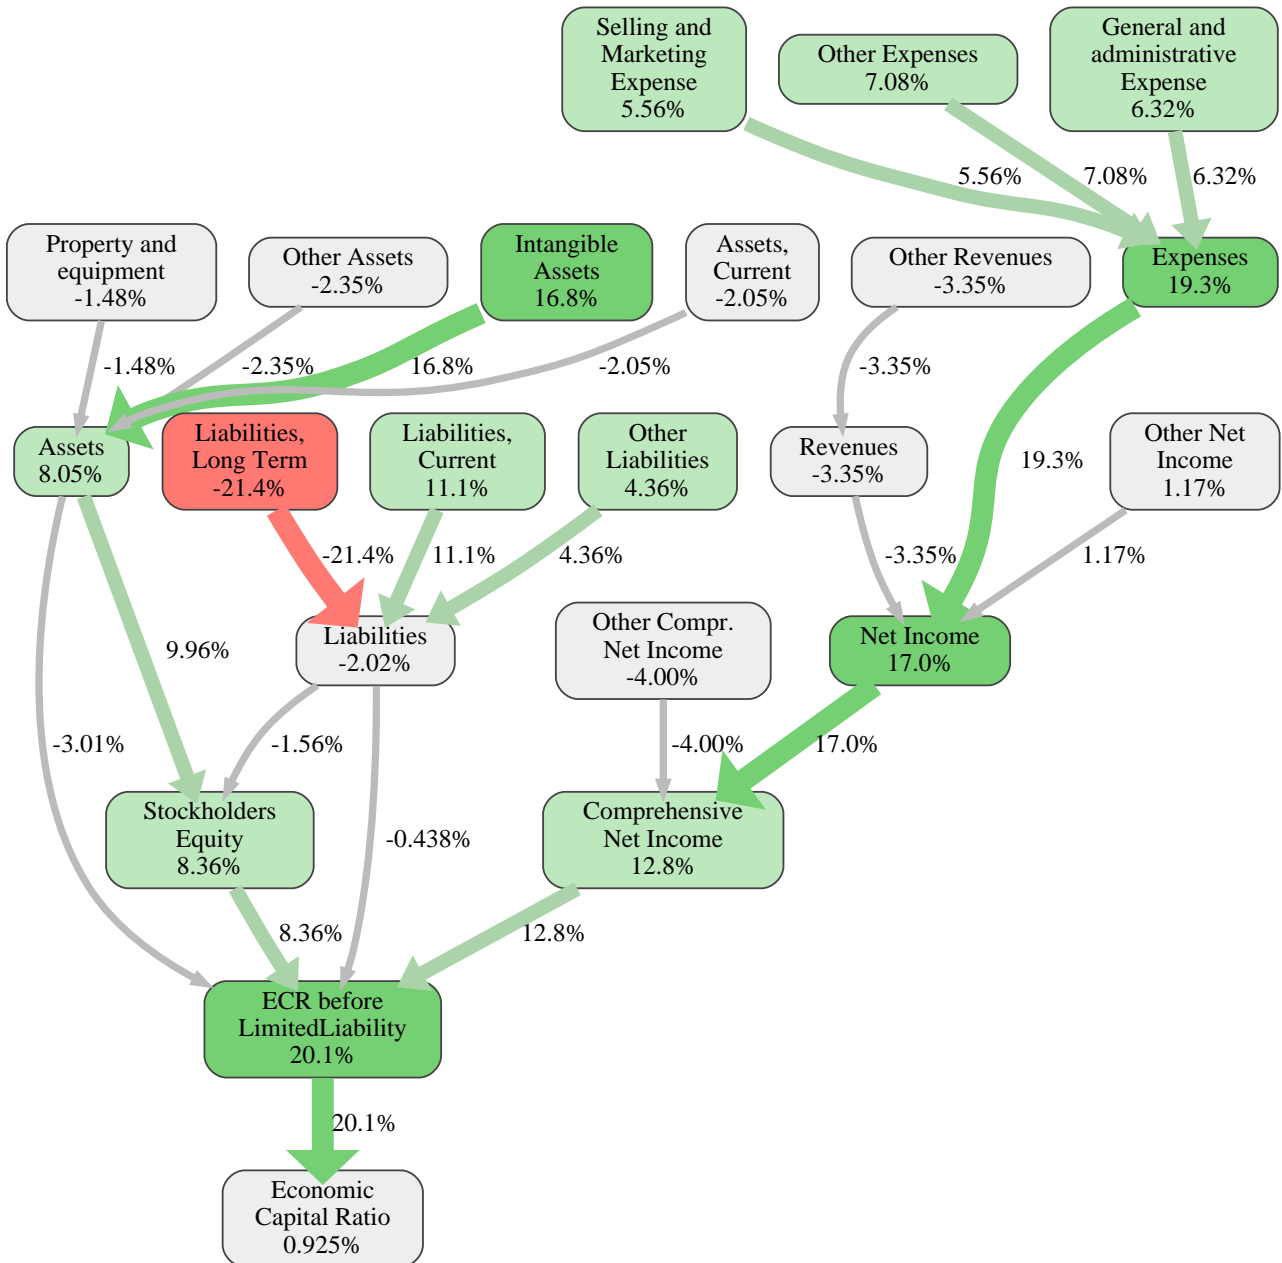 Selling and
Marketing
Expense
5.56%
Other Expenses
7.08%
General and
administrative
Expense
6.32%
5.56%
7.08%
6.32%
Property and
equipment
-1.48%
Other Assets
-2.35%
Intangible
Assets
16.8%
Assets,
Current
-2.05%
Other Revenues
-3.35%
Expenses
19.3%
-1.48%
-2.35%
16.8%
-2.05%
-3.35%
Assets
8.05%
Liabilities,
Long Term
-21.4%
Liabilities,
Current
11.1%
Other
Liabilities
4.36%
Revenues
-3.35%
19.3%
Other Net
Income
1.17%
-21.4%
11.1%
4.36%
-3.35%
1.17%
9.96%
Liabilities
-2.02%
Other Compr.
Net Income
-4.00%
Net Income
17.0%
-3.01%
-1.56%
-4.00%
17.0%
Stockholders
Equity
8.36%
-0.438%
Comprehensive
Net Income
12.8%
8.36%
12.8%
ECR before
LimitedLiability
20.1%
20.1%
Economic
Capital Ratio
0.925%